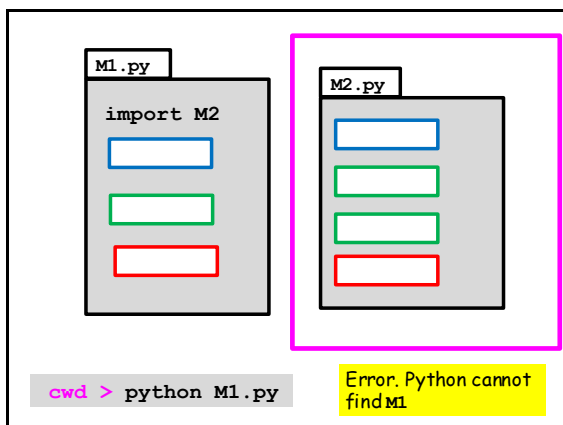 M1.py
import M2
M2.py
cwd > python M1.py
Error. Python cannot
find M1